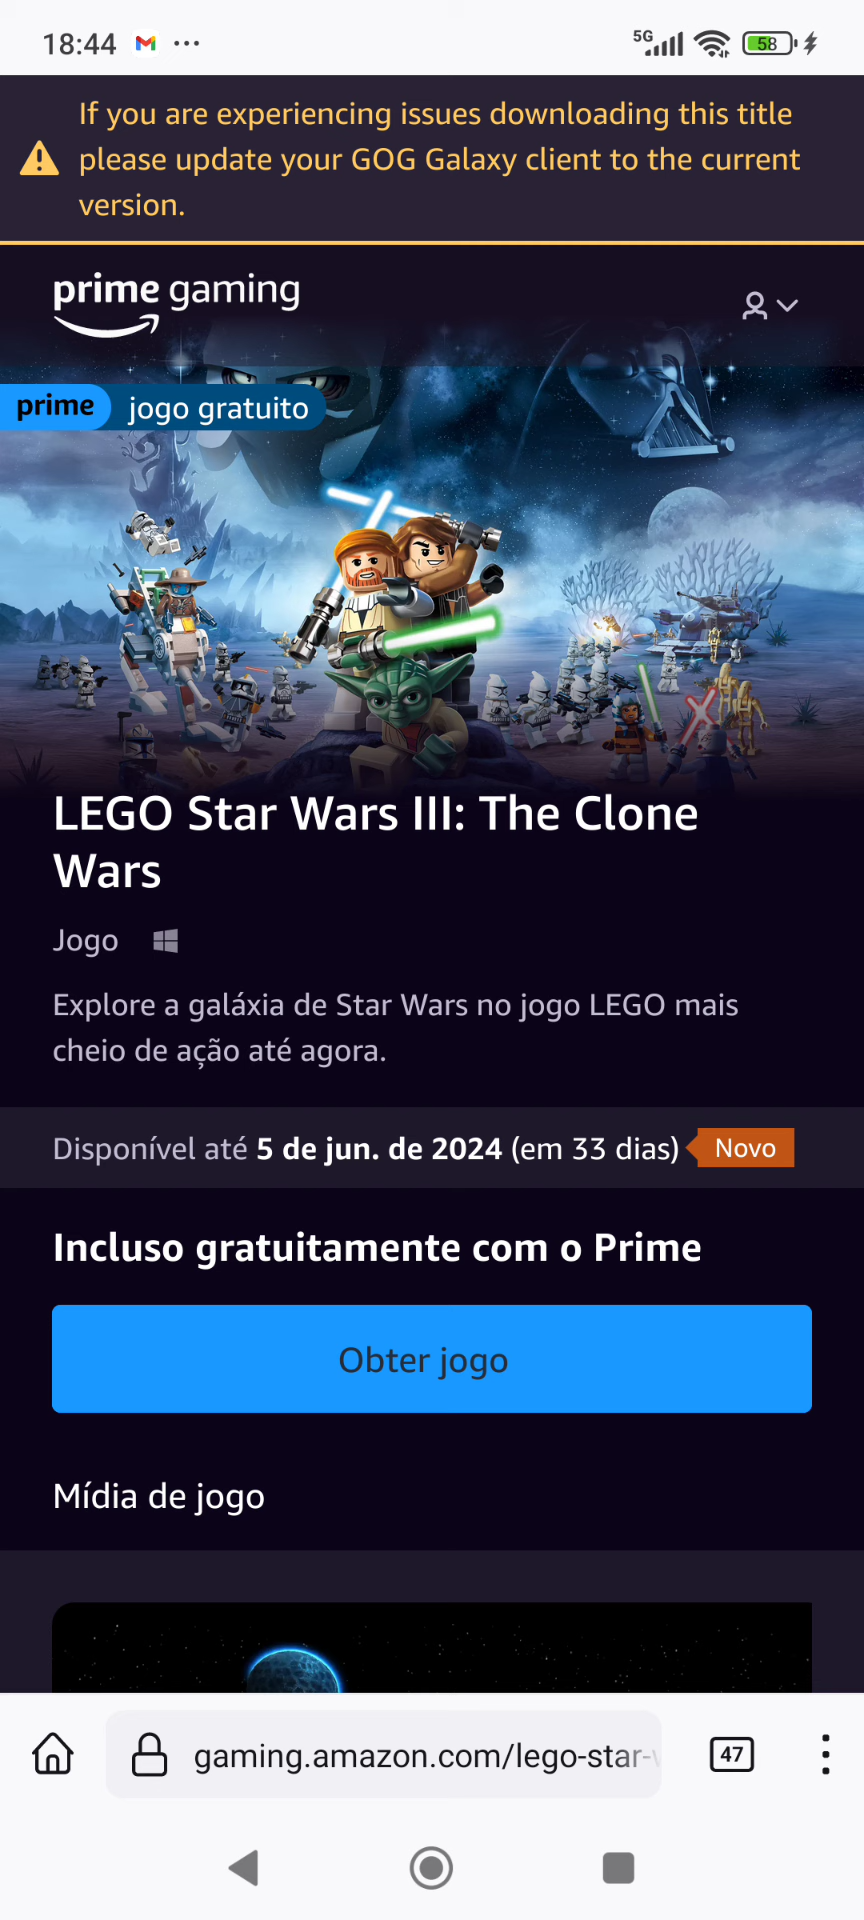 18:44
5G
58
If you are experiencing issues downloading this title
please update your GOG Galaxy client to the current
version.
prime gaming
prime jogo gratuito
LEGO Star Wars III: The Clone
Wars
Jogo
Explore a galáxia de Star Wars no jogo LEGO mais
cheio de ação até agora.
Disponível até 5 de jun. de 2024 (em 33 dias) Novo
Incluso gratuitamente com o Prime
Obter jogo
Mídia de jogo
gaming.amazon.com/lego-star-
47